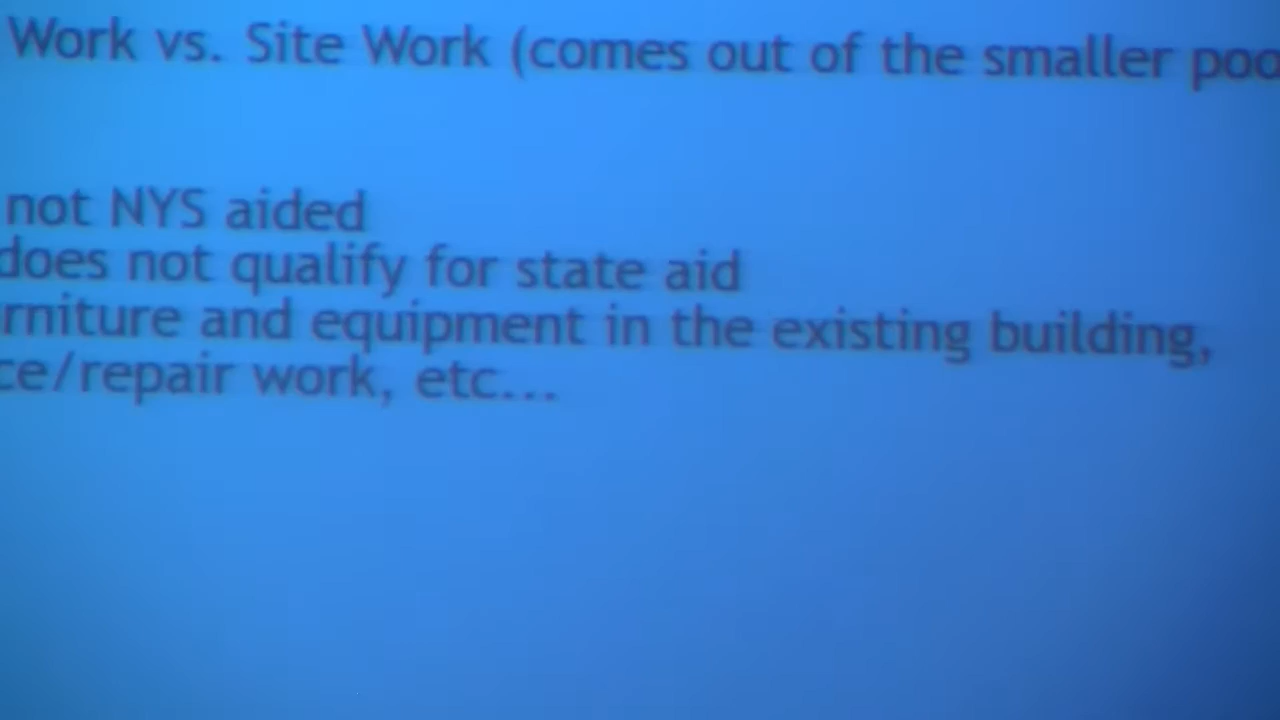 Work vs. Site Work (comes out of the smaller poo
not NYS aided
does not qualify for state aid
rniture and equipment in the existing building,
ce/repair work, etc...